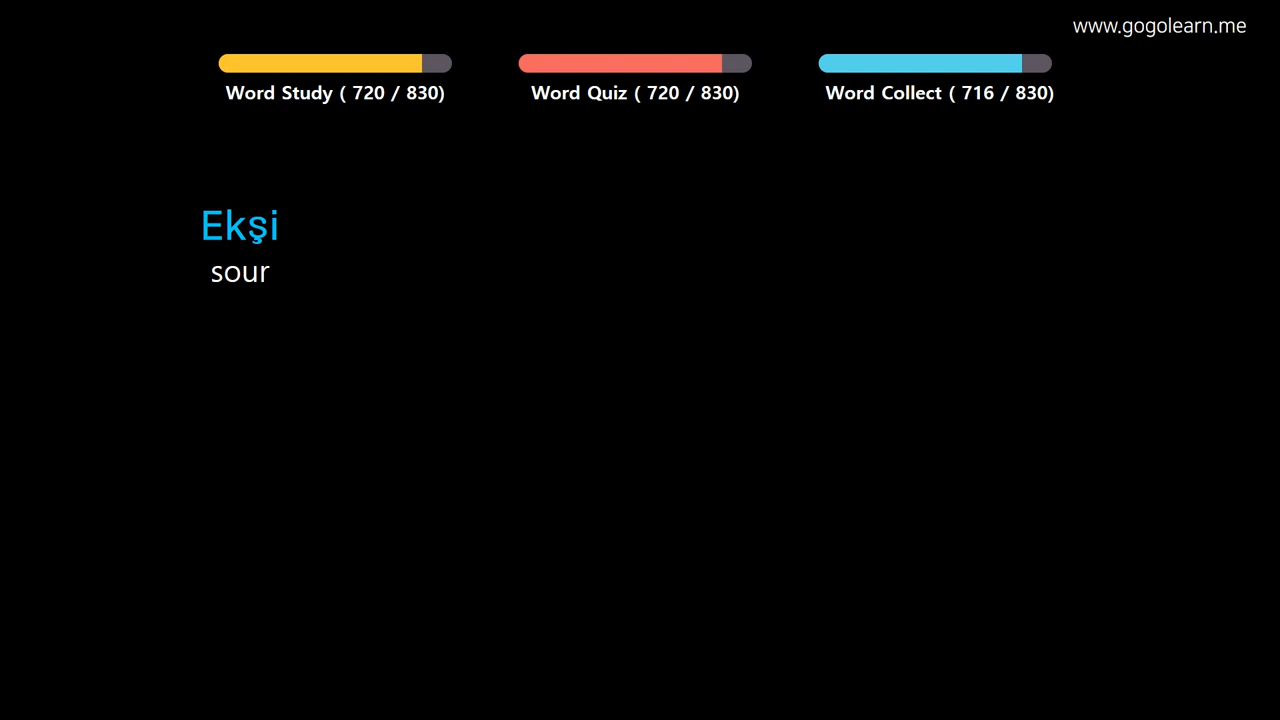 www.gogolearn.me
Word Study ( 720 / 830)
Word Quiz ( 720 / 830)
Word Collect ( 716 / 830)
Ekşi
sour